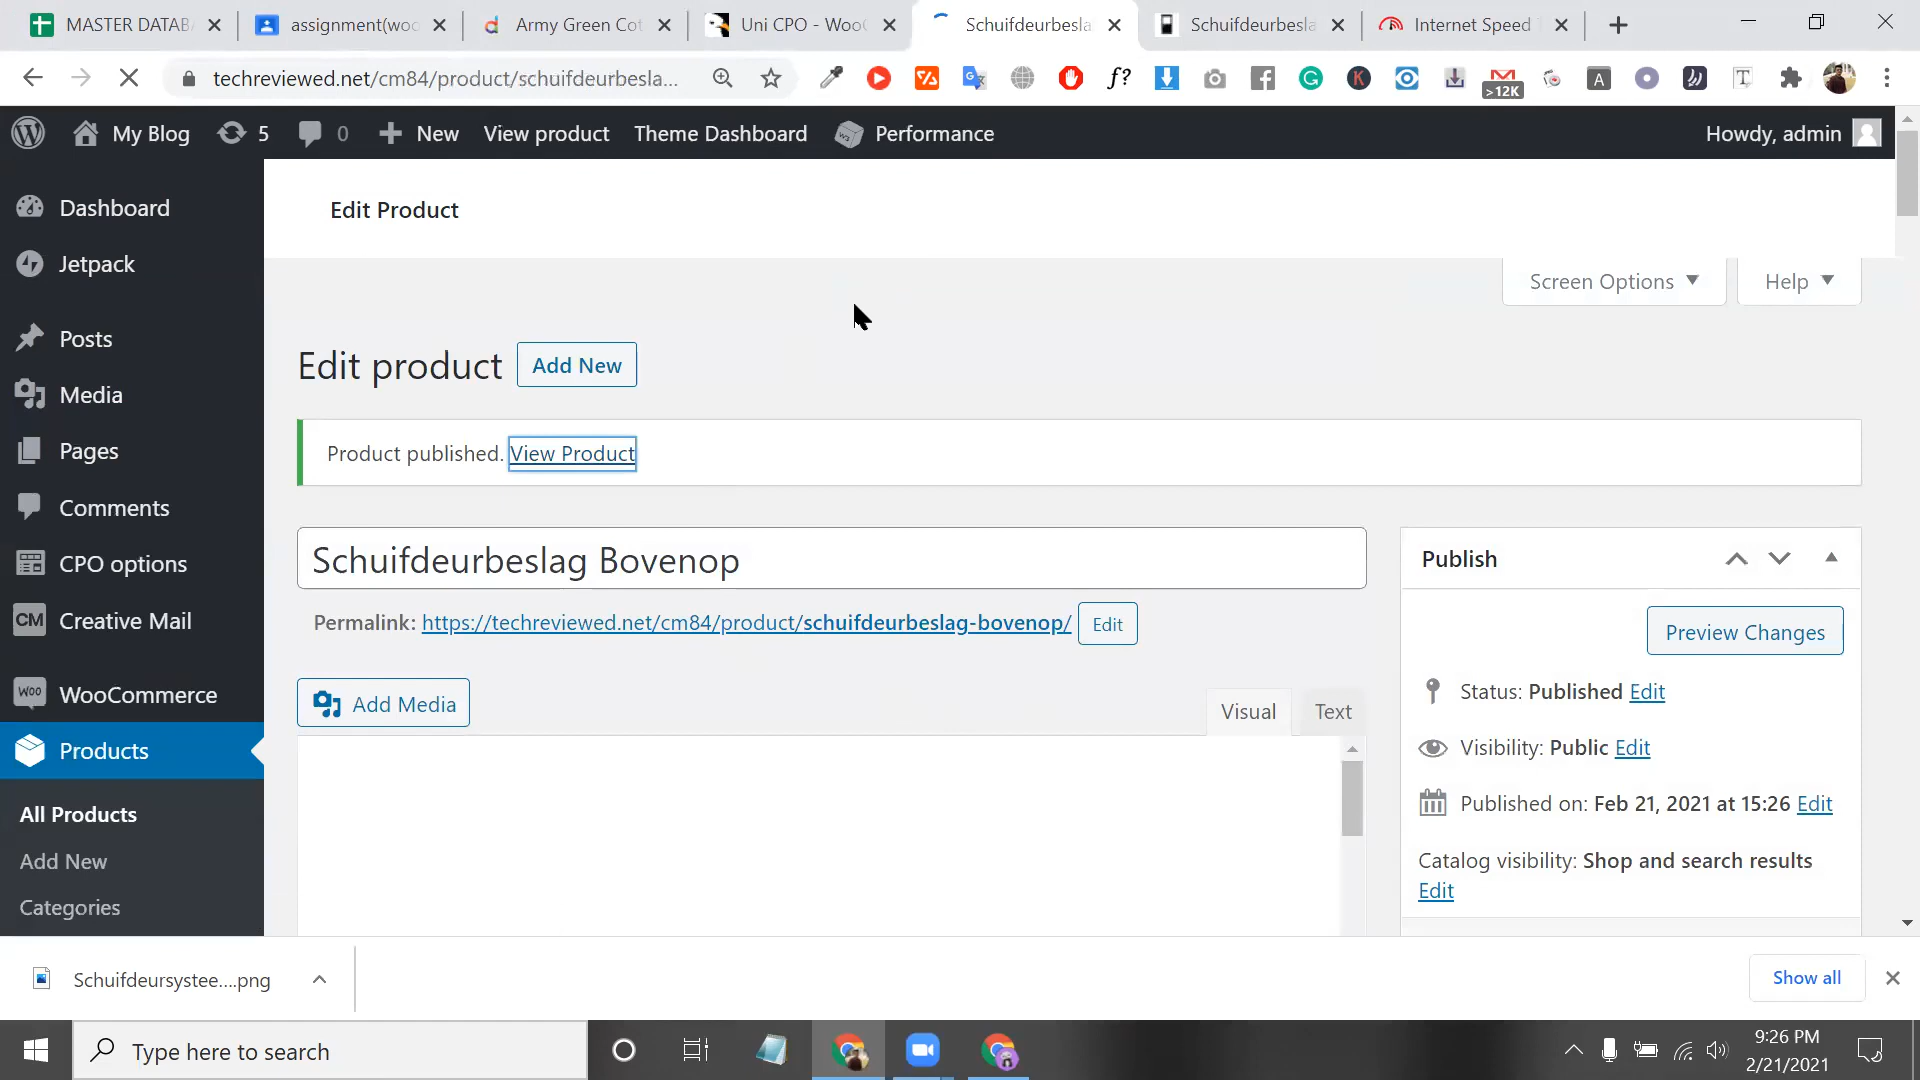 MASTER DATAB
assignment(woo
Army Green Cot
Uni CPO - WooC
Schuifdeurbesla
Schuifdeurbesla
Internet Speed T
techreviewed.net/cm84/product/schuifdeurbesla...
>12K
My Blog
5
0
New
View product
Theme Dashboard
Performance
Howdy, admin
Dashboard
Jetpack
Posts
Media
Pages
Comments
CPO options
Creative Mail
WooCommerce
Products
All Products
Add New
Categories
Edit Product
Screen Options
Help
Edit product
Add New
Product published. View Product
Schuifdeurbeslag Bovenop
Permalink: https://techreviewed.net/cm84/product/schuifdeurbeslag-bovenop/ Edit
Add Media
Visual
Text
Publish
Preview Changes
Status: Published Edit
Visibility: Public Edit
Published on: Feb 21, 2021 at 15:26 Edit
Catalog visibility: Shop and search results
Edit
Schuifdeursystee....png
Show all
Type here to search
9:26 PM
2/21/2021